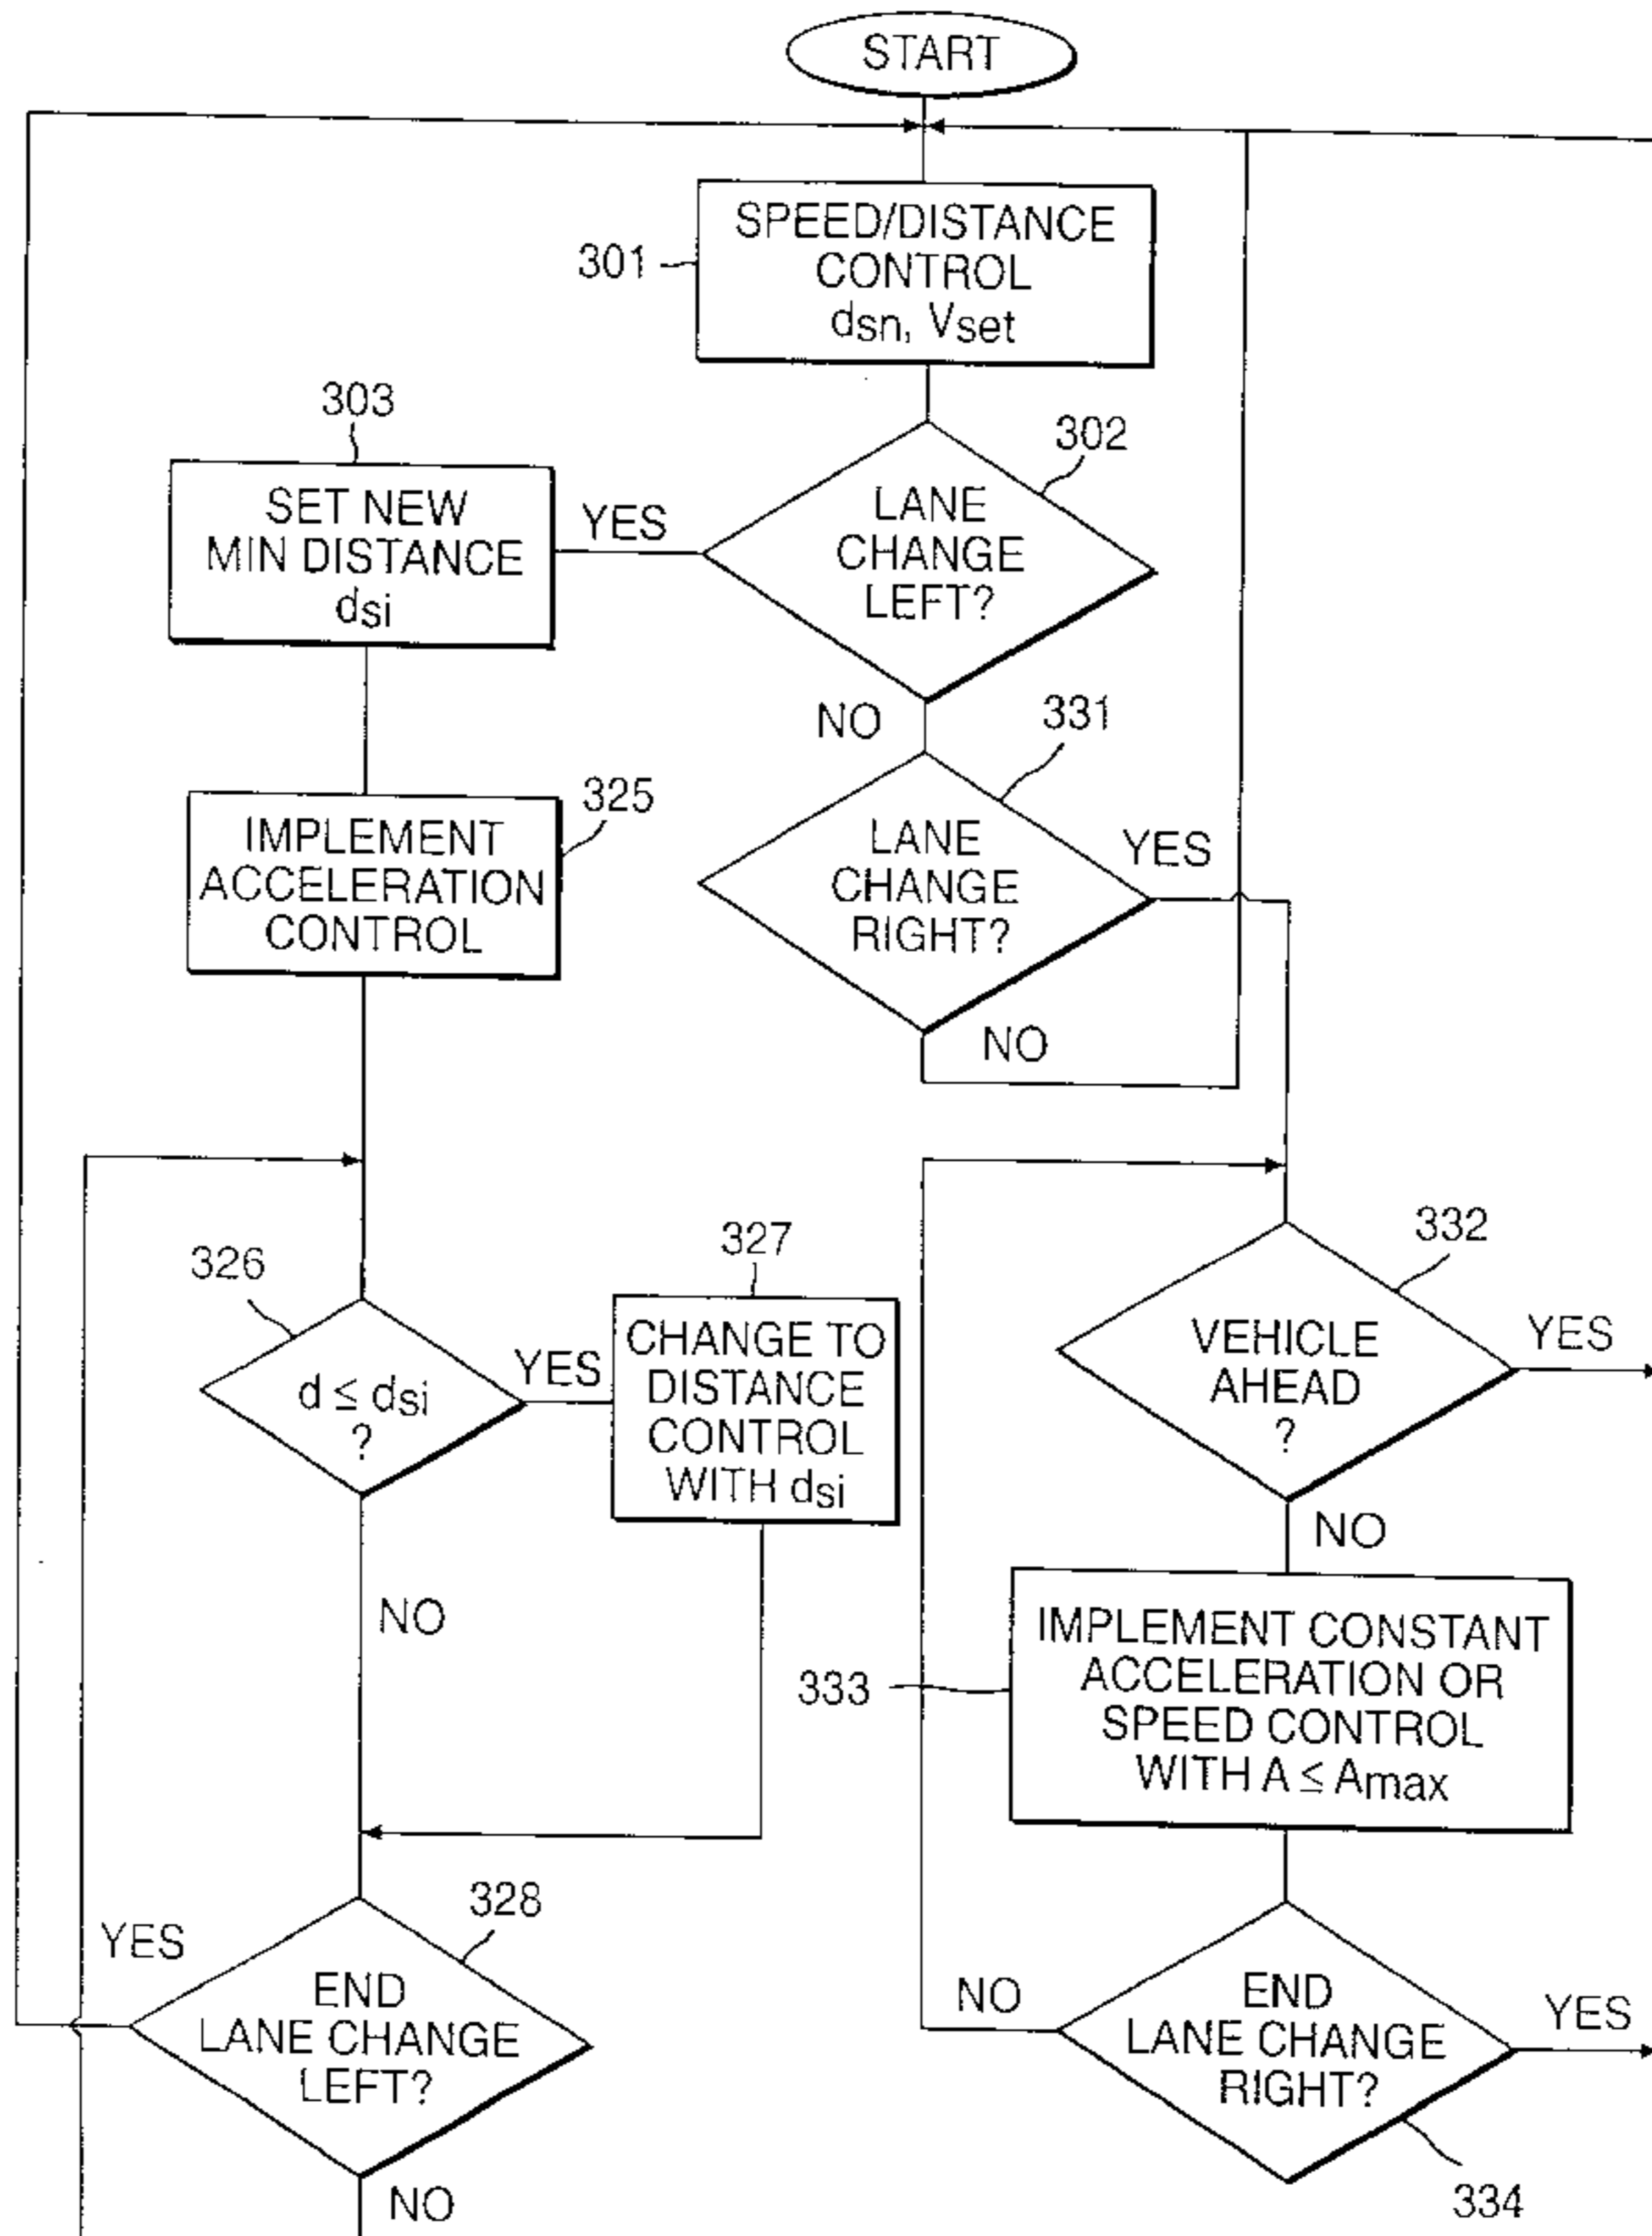 START
SPEED/DISTANCE
CONTROL
dsn, Vset
301
303
SET NEW
MIN DISTANCE
dsi
YES
302
LANE
CHANGE
LEFT?
NO
331
LANE
CHANGE
RIGHT?
YES
NO
325
IMPLEMENT
ACCELERATION
CONTROL
326
d ≤ dsi
?
YES
327
CHANGE TO
DISTANCE
CONTROL
WITH dsi
NO
332
VEHICLE
AHEAD
?
YES
NO
333
IMPLEMENT CONSTANT
ACCELERATION OR
SPEED CONTROL
WITH A ≤ Amax
328
YES
END
LANE CHANGE
LEFT?
NO
NO
END
LANE CHANGE
RIGHT?
YES
334